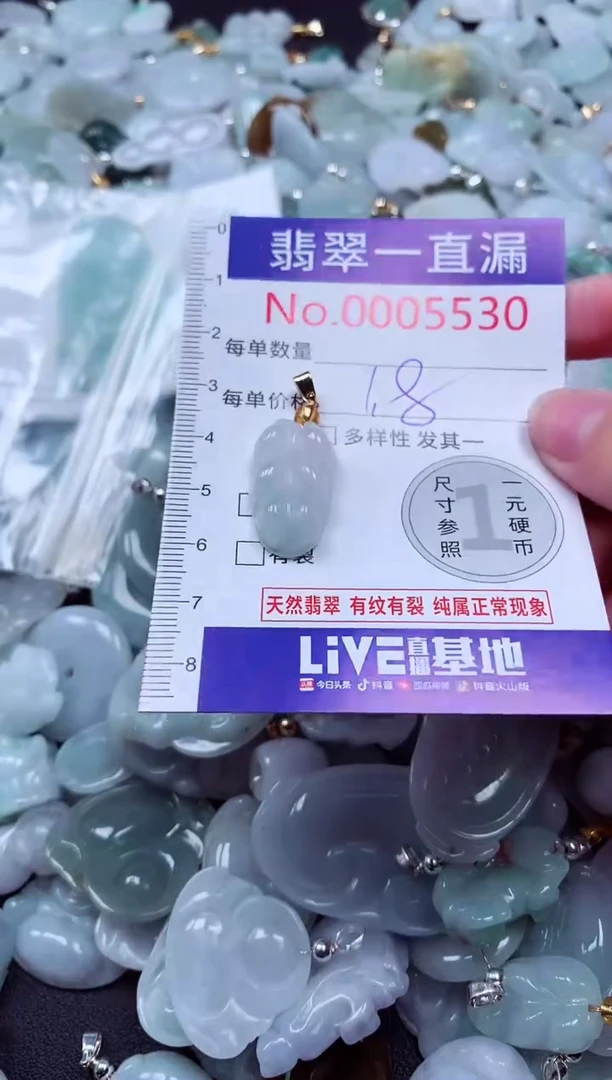 翡翠一直漏
No.0005530
每单数量
每单价格 1.8
多样性 发其一
尺寸参照
1
一元硬币
有裂
天然翡翠 有纹有裂 纯属正常现象
LiVE直播基地
今日头条 抖音 抖音火山版
0
1
2
3
4
5
6
7
8